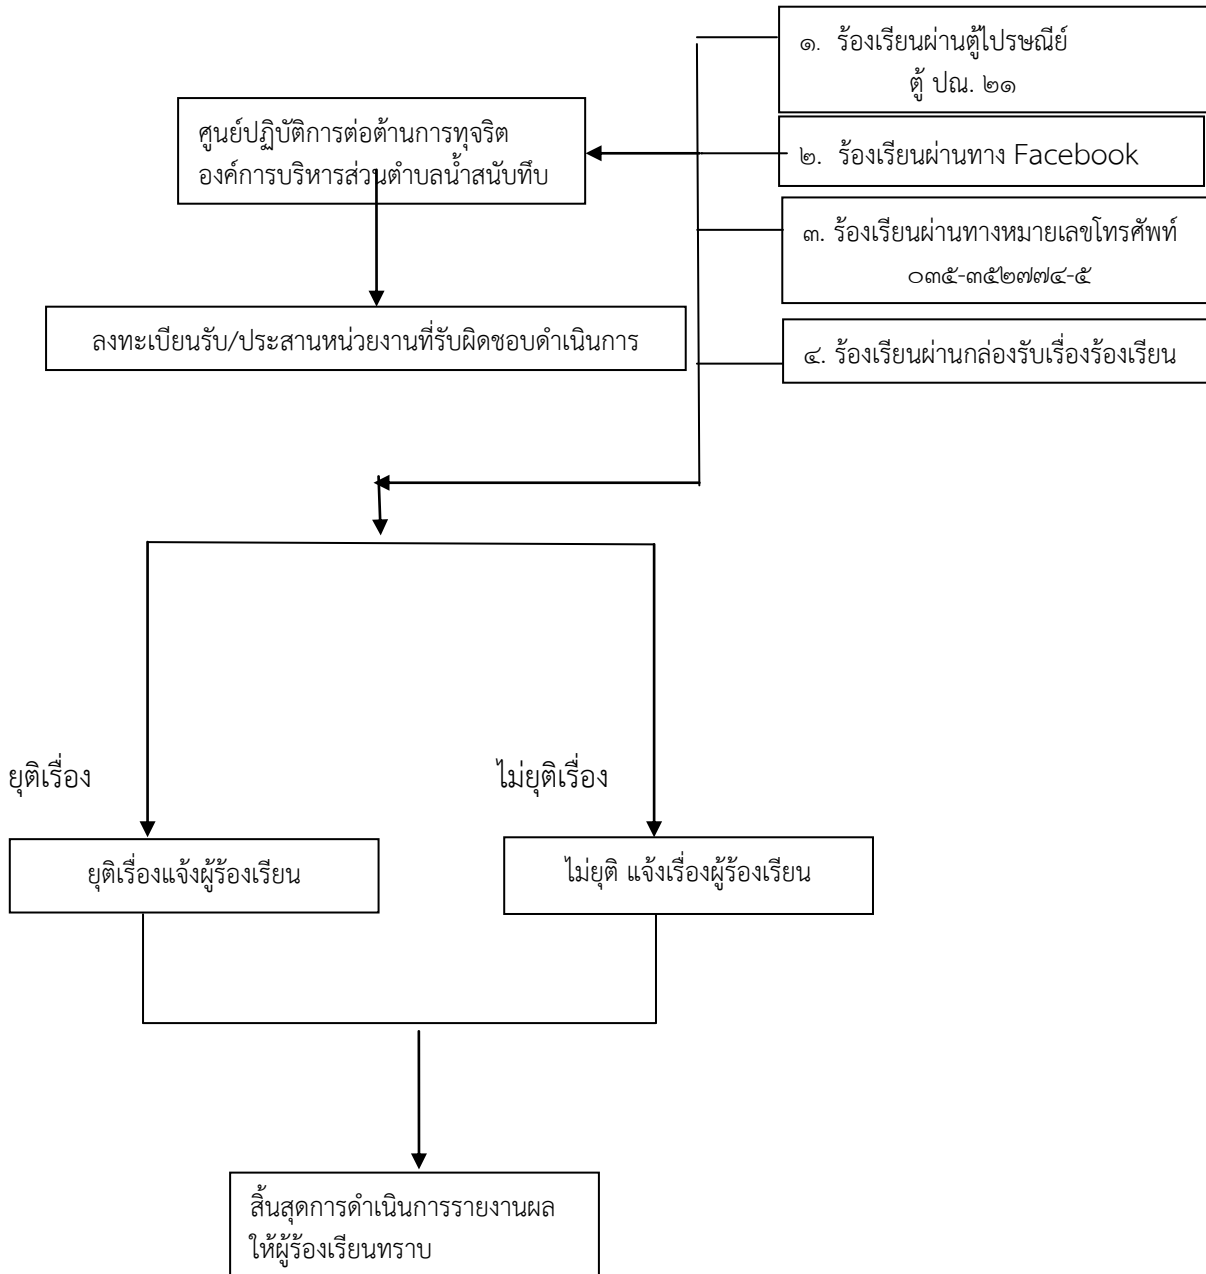 ๑. ร้องเรียนผ่านตู้ไปรษณีย์
ตู้ ปณ. ๒๑
ศูนย์ปฏิบัติการต่อต้านการทุจริต
องค์การบริหารส่วนตำบลน้ำสนับทึบ
๒. ร้องเรียนผ่านทาง Facebook
๓. ร้องเรียนผ่านทางหมายเลขโทรศัพท์
๐๓๕-๓๕๒๗๗๔-๕
ลงทะเบียนรับ/ประสานหน่วยงานที่รับผิดชอบดำเนินการ
๔. ร้องเรียนผ่านกล่องรับเรื่องร้องเรียน
ยุติเรื่อง
ไม่ยุติเรื่อง
ยุติเรื่องแจ้งผู้ร้องเรียน
ไม่ยุติ แจ้งเรื่องผู้ร้องเรียน
สิ้นสุดการดำเนินการรายงานผล
ให้ผู้ร้องเรียนทราบ